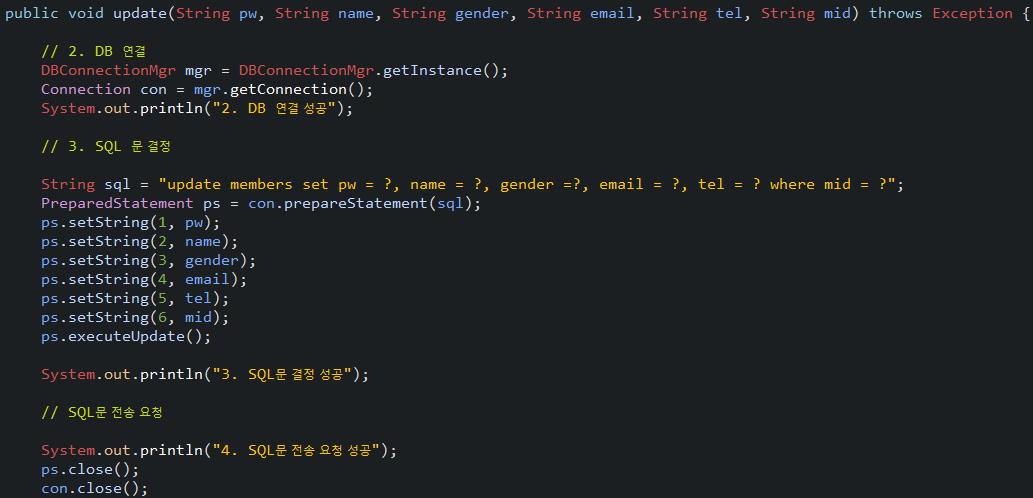 public void update(String pw, String name, String gender, String email, String tel, String mid) throws Exception {
// 2. DB 연결
DBConnectionMgr mgr = DBConnectionMgr.getInstance();
Connection con = mgr.getConnection();
System.out.println("2. DB 연결 성공");
// 3. SQL 문 결정
String sql = "update members set pw = ?, name = ?, gender =?, email = ?, tel = ? where mid = ?";
PreparedStatement ps = con.prepareStatement(sql);
ps.setString(1, pw);
ps.setString(2, name);
ps.setString(3, gender);
ps.setString(4, email);
ps.setString(5, tel);
ps.setString(6, mid);
ps.executeUpdate();
System.out.println("3. SQL문 결정 성공");
// SQL문 전송 요청
System.out.println("4. SQL문 전송 요청 성공");
ps.close();
con.close();